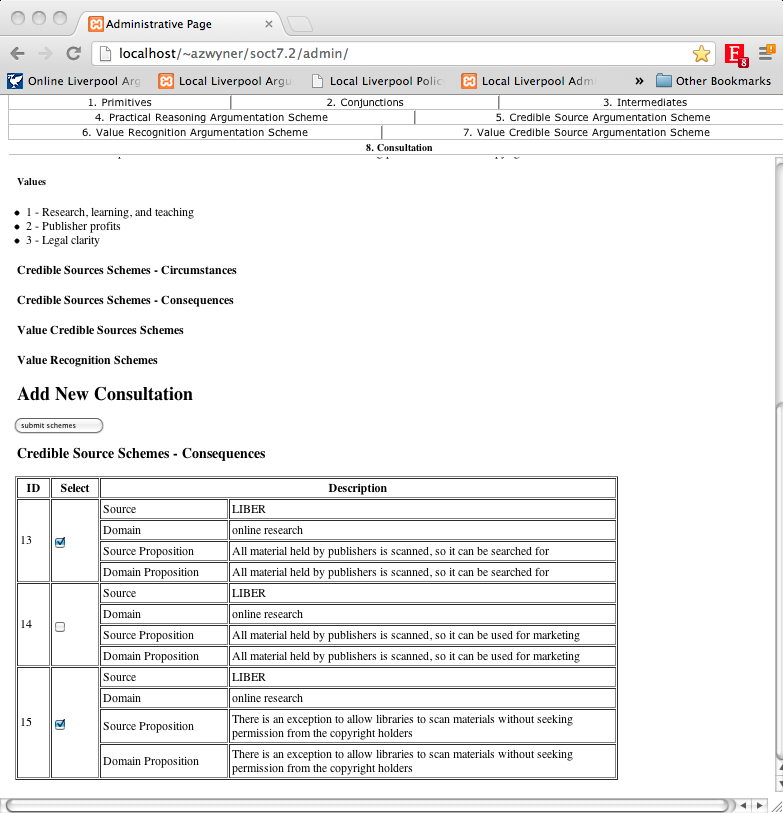 Administrative Page
localhost/~azwyner/soct7.2/admin/
8
Online Liverpool Arg
Local Liverpool Argu
Local Liverpool Polic
Local Liverpool Adm
» Other Bookmarks
1. Primitives
2. Conjunctions
3. Intermediates
4. Practical Reasoning Argumentation Scheme
5. Credible Source Argumentation Scheme
6. Value Recognition Argumentation Scheme
7. Value Credible Source Argumentation Scheme
8. Consultation
Values
1 - Research, learning, and teaching
2 - Publisher profits
3 - Legal clarity
Credible Sources Schemes - Circumstances
Credible Sources Schemes - Consequences
Value Credible Sources Schemes
Value Recognition Schemes
Add New Consultation
submit schemes
Credible Source Schemes - Consequences
ID Select Description
13
Source LIBER
Domain online research
Source Proposition All material held by publishers is scanned, so it can be searched for
Domain Proposition All material held by publishers is scanned, so it can be searched for
14
Source LIBER
Domain online research
Source Proposition All material held by publishers is scanned, so it can be used for marketing
Domain Proposition All material held by publishers is scanned, so it can be used for marketing
15
Source LIBER
Domain online research
Source Proposition There is an exception to allow libraries to scan materials without seeking
permission from the copyright holders
Domain Proposition There is an exception to allow libraries to scan materials without seeking
permission from the copyright holders